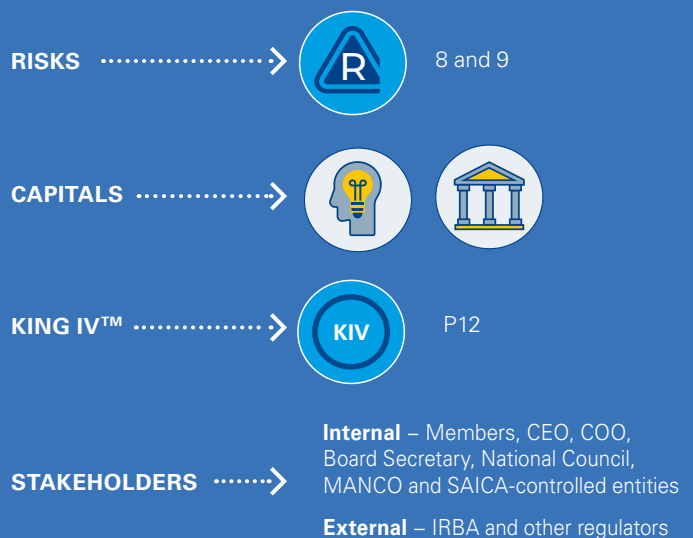 RISKS
R
8 and 9
CAPITALS
KING IV™
KIV
P12
STAKEHOLDERS
Internal – Members, CEO, COO,
Board Secretary, National Council,
MANCO and SAICA-controlled entities
External – IRBA and other regulators